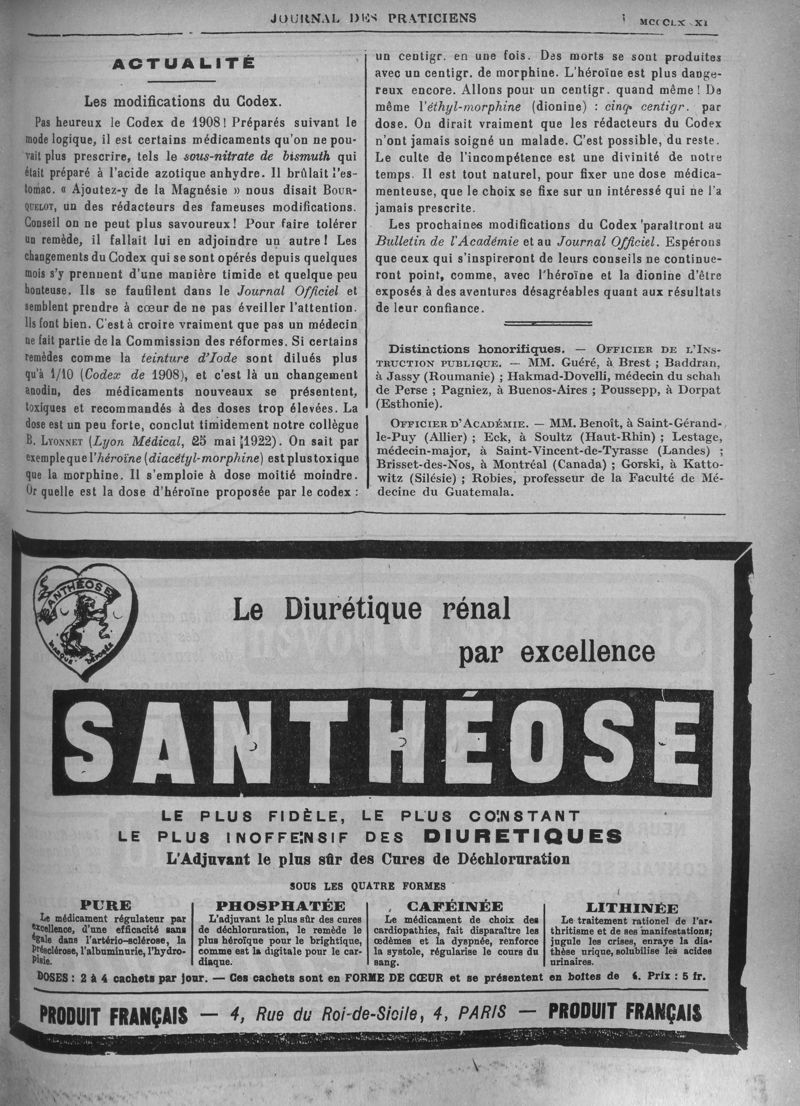 JOURNAL DES PRATICIENS
ACTUALITÉ
Les modifications du Codex.
Pas heureux le Codex de 1908! Préparés suivant le
mode logique, il est certains médicaments qu'on ne pou-
vait plus prescrire, tels le sous-nitrate de bismuth qui
était préparé à l'acide azotique anhydre. Il brûlait l'es-
tomac. « Ajoutez-y de la Magnésie » nous disait BOUR-
QUELOT, un des rédacteurs des fameuses modifications.
Conseil on ne peut plus savoureux! Pour faire tolérer
un remède, il fallait lui en adjoindre un autre! Les
changements du Codex qui se sont opérés depuis quelques
mois s'y prennent d'une manière timide et quelque peu
honteuse. Ils se faufilent dans le Journal Officiel et
semblent prendre à cœur de ne pas éveiller l'attention.
Ils font bien. C'est à croire vraiment que pas un médecin
ne fait partie de la Commission des réformes. Si certains
remèdes comme la teinture d'Iode sont dilués plus
qu'à 1/10 (Codex de 1908), et c'est là un changement
anodin, des médicaments nouveaux se présentent,
toxiques et recommandés à des doses trop élevées. La
dose est un peu forte, conclut timidement notre collègue
B. LYONNET (Lyon Médical, 25 mai 1922). On sait par
exemple que l'héroïne (diacétyl-morphine) est plus toxique
que la morphine. Il s'emploie à dose moitié moindre.
Or quelle est la dose d'héroïne proposée par le codex :
un centigr. en une fois. Des morts se sont produites
avec un centigr. de morphine. L'héroïne est plus dange-
reux encore. Allons pour un centigr. quand même! De
même l'éthyl-morphine (dionine) : cinq centigr. par
dose. On dirait vraiment que les rédacteurs du Codex
n'ont jamais soigné un malade. C'est possible, du reste.
Le culte de l'incompétence est une divinité de notre
temps. Il est tout naturel, pour fixer une dose médica-
menteuse, que le choix se fixe sur un intéressé qui ne l'a
jamais prescrite.
Les prochaines modifications du Codex paraîtront au
Bulletin de l'Académie et au Journal Officiel. Espérons
que ceux qui s'inspireront de leurs conseils ne continue-
ront point, comme, avec l'héroïne et la dionine d'être
exposés à des aventures désagréables quant aux résultats
de leur confiance.
Distinctions honorifiques. — OFFICIER DE L'INS-
TRUCTION PUBLIQUE. — MM. Guéré, à Brest ; Baddran,
à Jassy (Roumanie) ; Hakmad-Dovelli, médecin du schah
de Perse ; Pagniez, à Buenos-Aires ; Pousepp, à Dorpat
(Esthonie).
OFFICIER D'ACADÉMIE. — MM. Benoît, à Saint-Gérand-
le-Puy (Allier) ; Eck, à Soultz (Haut-Rhin) ; Lestage,
médecin-major, à Saint-Vincent-de-Tyrasse (Landes) ;
Brisset-des-Nos, à Montréal (Canada) ; Gorski, à Katto-
witz (Silésie) ; Robies, professeur de la Faculté de Mé-
decine du Guatemala.
SANTHÉOSE
MARQUE DÉPOSÉE
Le Diurétique rénal
par excellence
SANTHÉOSE
LE PLUS FIDÈLE, LE PLUS CONSTANT
LE PLUS INOFFENSIF DES DIURETIQUES
L'Adjuvant le plus sûr des Cures de Déchloruration
SOUS LES QUATRE FORMES
PURE
Le médicament régulateur par
excellence, d'une efficacité sans
égale dans l'artério-sclérose, la
présclérose, l'albuminurie, l'hydro-
pisie.
PHOSPHATÉE
L'adjuvant le plus sûr des cures
de déchloruration, le remède le
plus héroïque pour le brightique,
comme est la digitale pour le car-
diaque.
CAFÉINÉE
Le médicament de choix des
cardiopathies, fait disparaître les
œdèmes et la dyspnée, renforce
la systole, régularise le cours du
sang.
LITHINÉE
Le traitement rationel de l'ar-
thritisme et de ses manifestations;
jugule les crises, enraye la dia-
thèse urique, solubilise les acides
urinaires.
DOSES : 2 à 4 cachets par jour. — Ces cachets sont en FORME DE CŒUR et se présentent en boîtes de Prix : 5 fr.
PRODUIT FRANÇAIS — 4, Rue du Roi-de-Sicile, 4, PARIS — PRODUIT FRANÇAIS